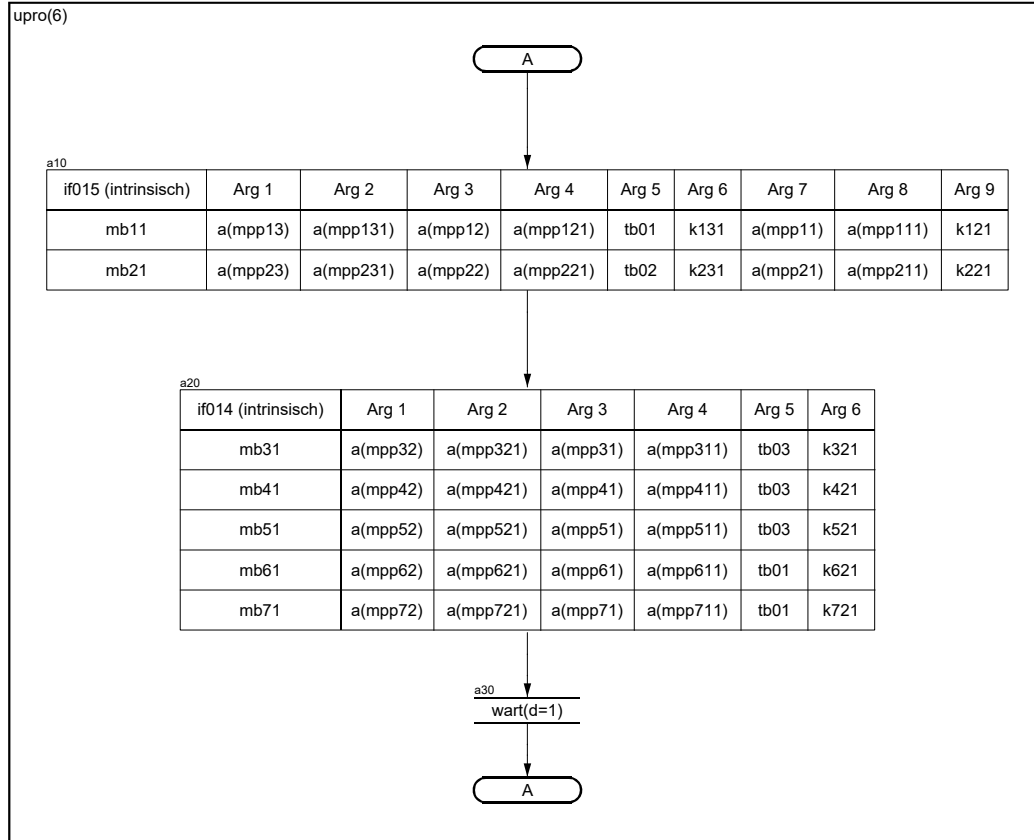 upro(6)
A
a10
if015 (intrinsisch) Arg 1 Arg 2 Arg 3 Arg 4 Arg 5 Arg 6 Arg 7 Arg 8 Arg 9
mb11 a(mpp13) a(mpp131) a(mpp12) a(mpp121) tb01 k131 a(mpp11) a(mpp111) k121
mb21 a(mpp23) a(mpp231) a(mpp22) a(mpp221) tb02 k231 a(mpp21) a(mpp211) k221
a20
if014 (intrinsisch) Arg 1 Arg 2 Arg 3 Arg 4 Arg 5 Arg 6
mb31 a(mpp32) a(mpp321) a(mpp31) a(mpp311) tb03 k321
mb41 a(mpp42) a(mpp421) a(mpp41) a(mpp411) tb03 k421
mb51 a(mpp52) a(mpp521) a(mpp51) a(mpp511) tb03 k521
mb61 a(mpp62) a(mpp621) a(mpp61) a(mpp611) tb01 k621
mb71 a(mpp72) a(mpp721) a(mpp71) a(mpp711) tb01 k721
a30
wart(d=1)
A